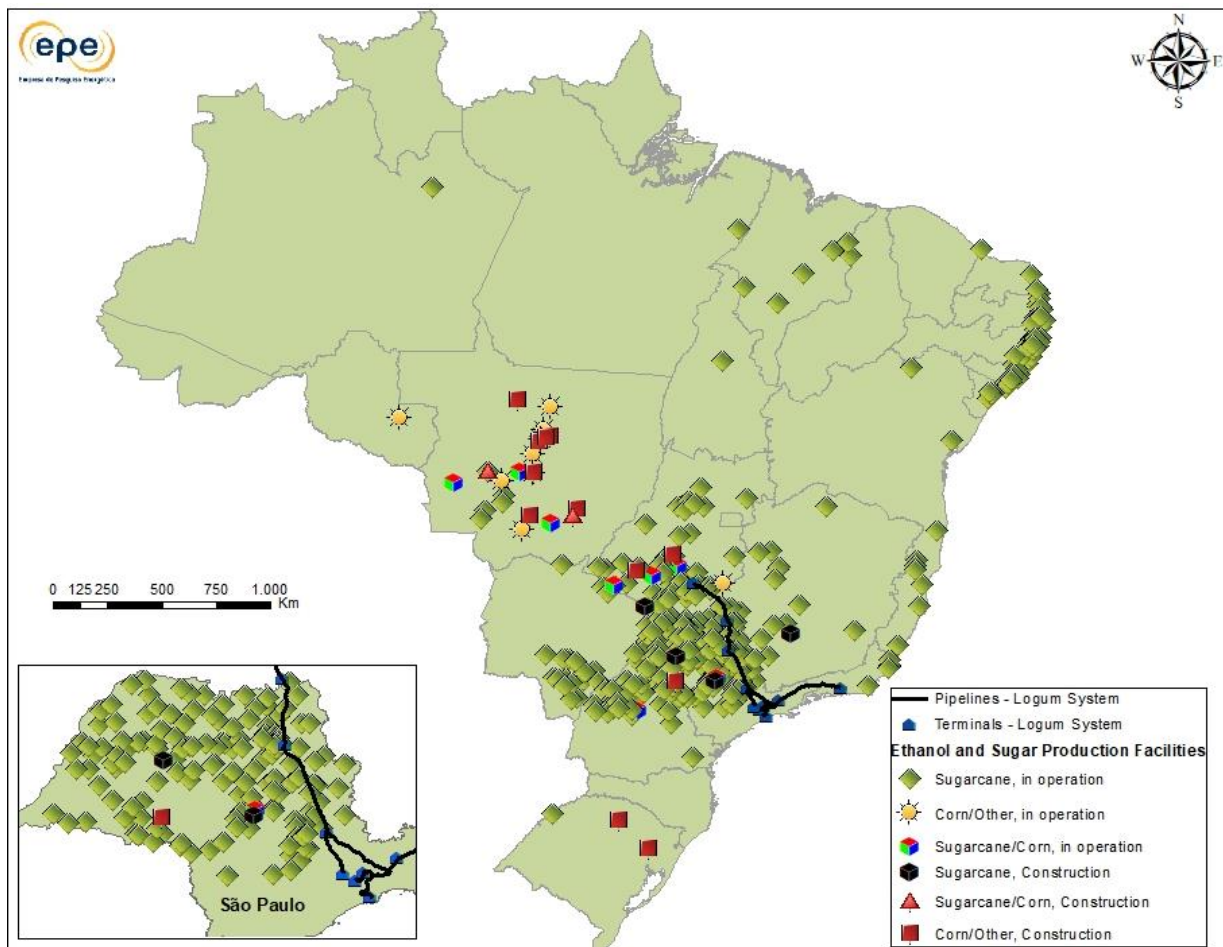 epe
Empresa de Pesquisa Energética
N
W E
S
0 125 250 500 750 1.000
Km
São Paulo
Pipelines - Logum System
Terminals - Logum System
Ethanol and Sugar Production Facilities
Sugarcane, in operation
Corn/Other, in operation
Sugarcane/Corn, in operation
Sugarcane, Construction
Sugarcane/Corn, Construction
Corn/Other, Construction